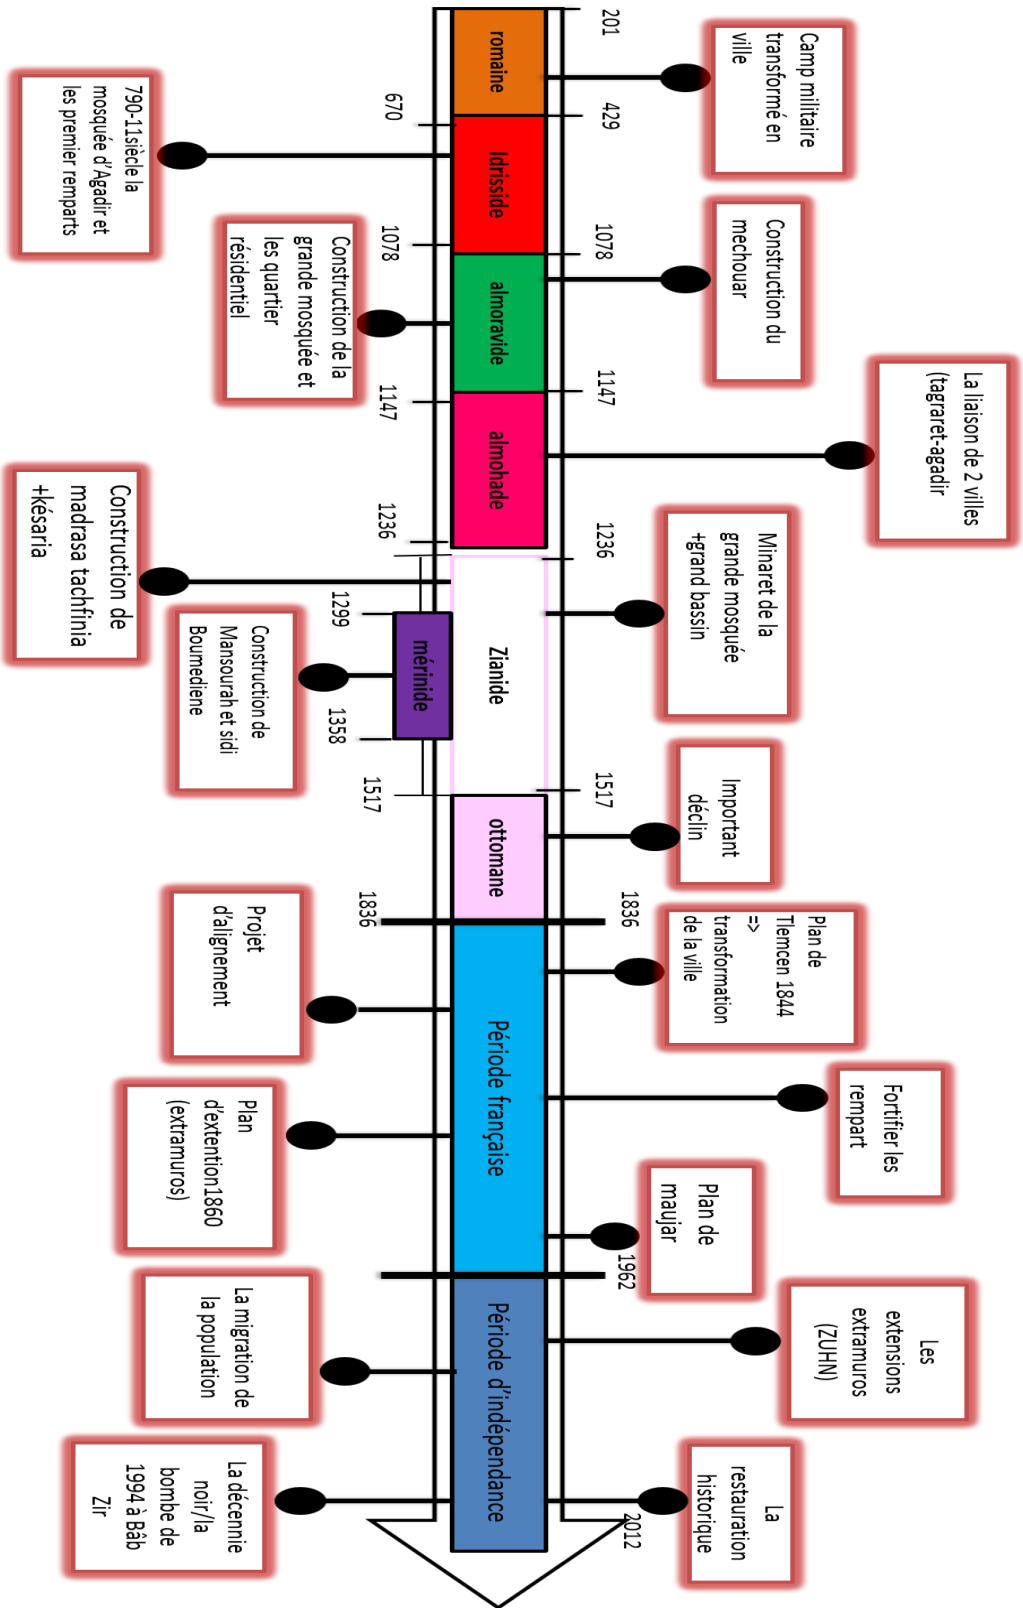 201
429
1078
1147
1236
1517
1836
1962
2012
Camp militaire
transformé en
ville
Construction du
mechouar
La liaison de 2 villes
(tagraret-agadir
Minaret de la
grande mosquée
+grand bassin
Important
déclin
Plan de
Tlemcen 1844
=>
transformation
de la ville
Fortifier les
rempart
Plan de
maujar
Les
extensions
extramuros
(ZUHN)
La
restauration
historique
romaine
Idrisside
almoravide
almohade
Zianide
mérinide
ottomane
Période française
Période d'indépendance
670
1078
1147
1236
1299
1358
1517
1836
790-11siècle la
mosquée d'Agadir et
les premier remparts
Construction de la
grande mosquée et
les quartier
résidentiel
Construction de
madrasa tachfinia
+késaria
Construction de
Mansourah et sidi
Boumediene
Projet
d'alignement
Plan
d'extention1860
(extramuros)
La migration de
la population
La décennie
noir/la
bombe de
1994 à Bâb
Zir